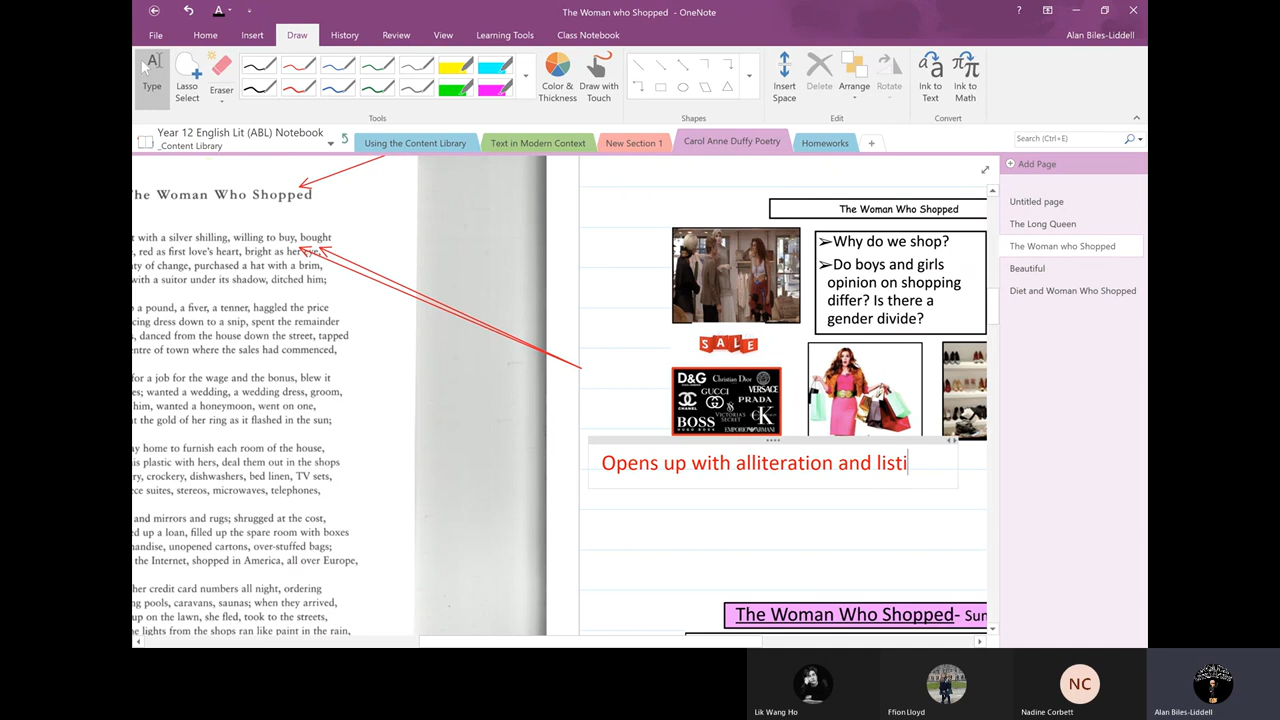 The Woman who Shopped - OneNote
File Home Insert Draw History Review View Learning Tools Class Notebook
Alan Biles-Liddell
Type
Lasso Select
Eraser
Color & Thickness
Draw with Touch
Insert Space
Delete
Arrange
Rotate
Ink to Text
Ink to Math
Tools
Shapes
Edit
Convert
Year 12 English Lit (ABL) Notebook
_Content Library
Using the Content Library
Text in Modern Context
New Section 1
Carol Anne Duffy Poetry
Homeworks
Search (Ctrl+E)
Add Page
Untitled page
The Long Queen
The Woman who Shopped
Beautiful
Diet and Woman Who Shopped
he Woman Who Shopped
t with a silver shilling, willing to buy, bought
, red as first love's heart, bright as her eye,
ty of change, purchased a hat with a brim,
with a suitor under its shadow, ditched him;
o a pound, a fiver, a tenner, haggled the price
cing dress down to a snip, spent the remainder
s, danced from the house down the street, tapped
entre of town where the sales had commenced,
for a job for the wage and the bonus, blew it
es; wanted a wedding, a wedding dress, groom,
him, wanted a honeymoon, went on one,
at the gold of her ring as it flashed in the sun;
ay home to furnish each room of the house,
his plastic with hers, deal them out in the shops
ry, crockery, dishwashers, bed linen, TV sets,
ece suites, stereos, microwaves, telephones,
and mirrors and rugs; shrugged at the cost,
ed up a loan, filled up the spare room with boxes
handise, unopened cartons, over-stuffed bags;
the Internet, shopped in America, all over Europe,
her credit card numbers all night, ordering
ng pools, caravans, saunas; when they arrived,
up on the lawn, she fled, took to the streets,
he lights from the shops ran like paint in the rain,
The Woman Who Shopped
➢Why do we shop?
➢Do boys and girls
opinion on shopping
differ? Is there a
gender divide?
SALE
D&G Christian Dior
GUCCI VERSACE
CHANEL PRADA
VICTORIA'S SECRET CK
BOSS EMPORIO ARMANI
HUGO BOSS
Opens up with alliteration and listi
The Woman Who Shopped- Sun
Lik Wang Ho
Ffion Lloyd
NC
Nadine Corbett
Alan Biles-Liddell